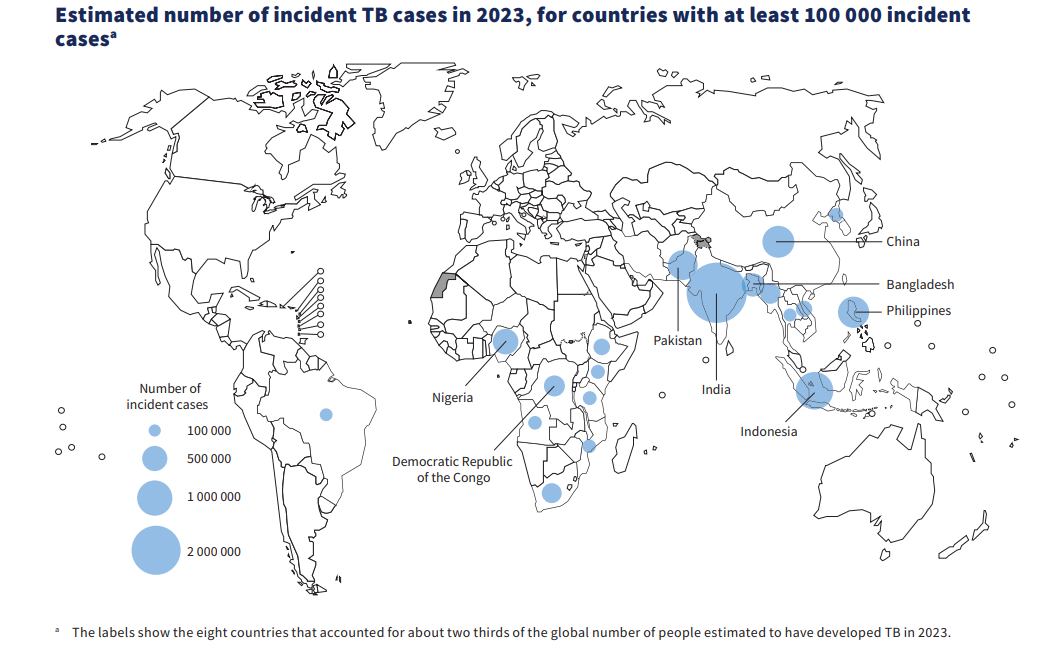 Estimated number of incident TB cases in 2023, for countries with at least 100 000 incident
casesᵃ
China
Bangladesh
Philippines
Pakistan
India
Nigeria
Indonesia
Democratic Republic
of the Congo
Number of
incident cases
100 000
500 000
1 000 000
2 000 000
ᵃ The labels show the eight countries that accounted for about two thirds of the global number of people estimated to have developed TB in 2023.